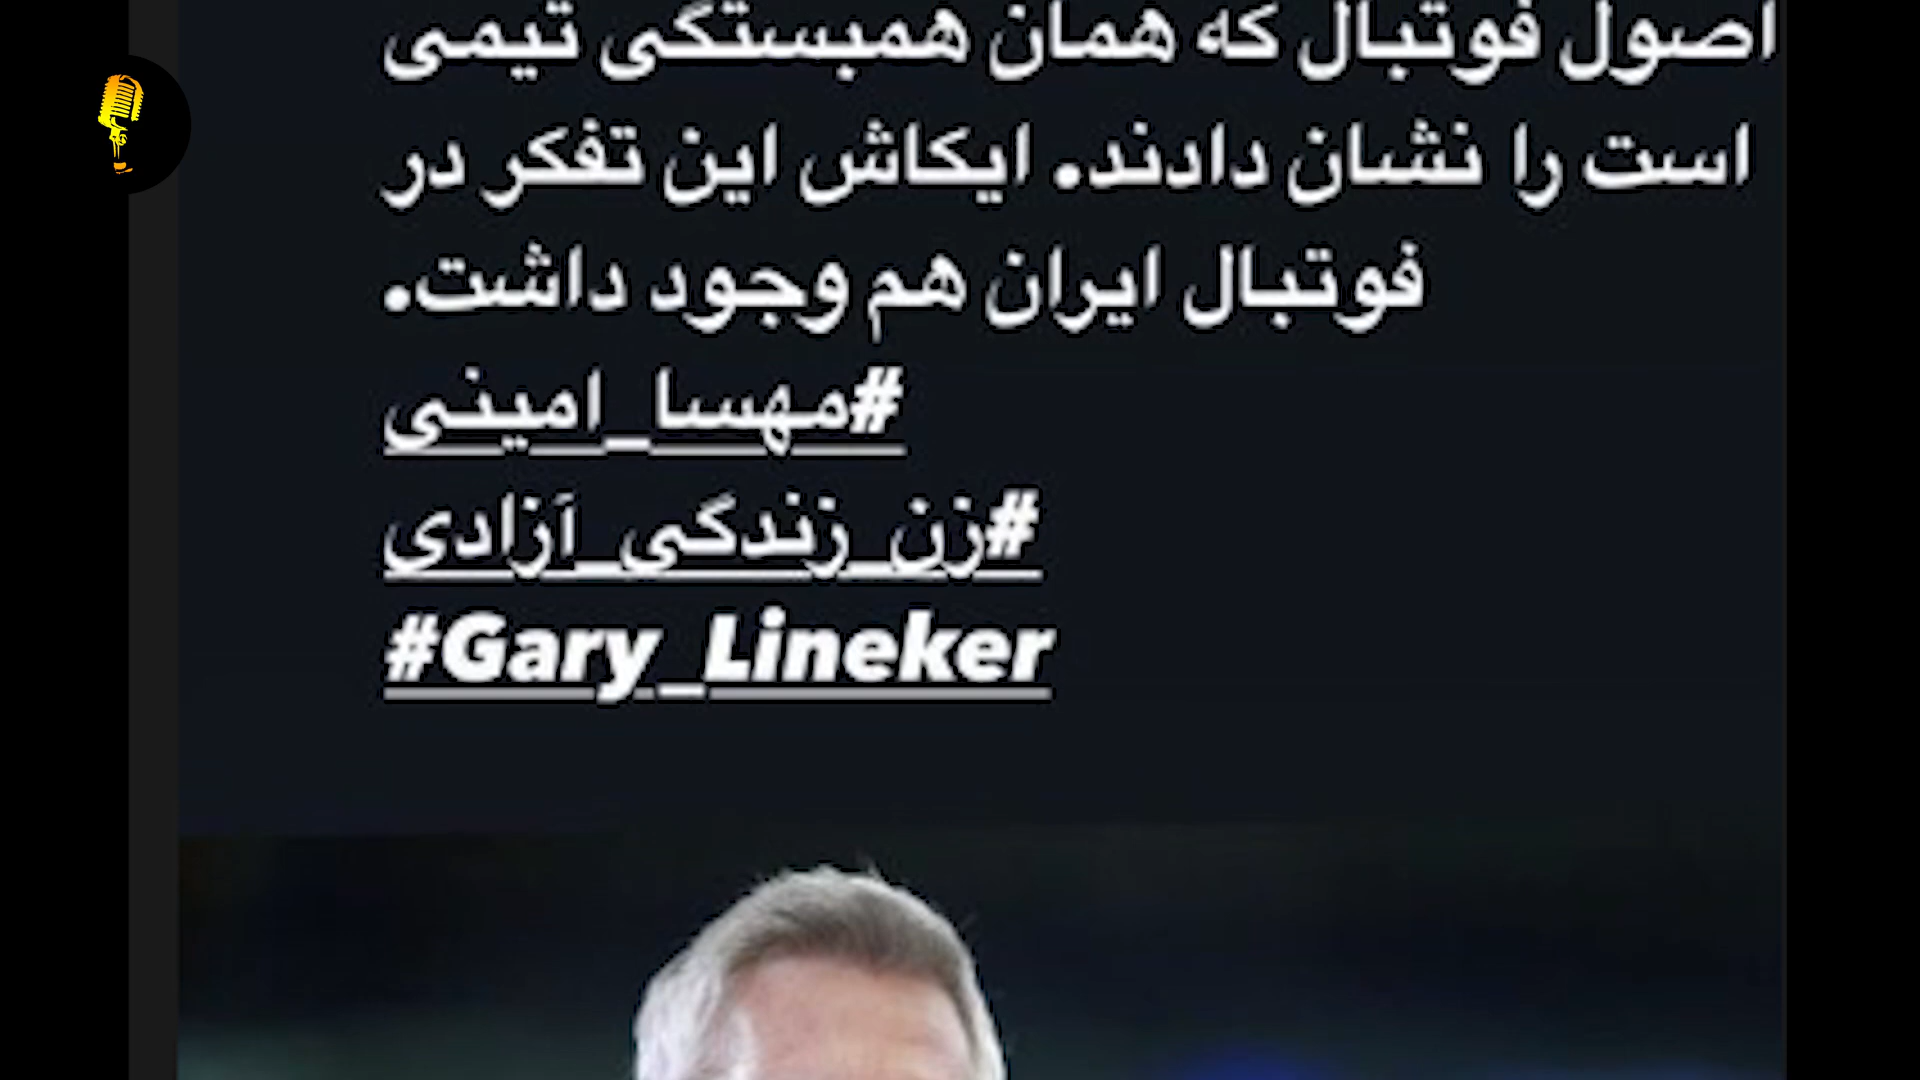 اصول فوتبال که همان همبستگی تیمی
است را نشان دادند. ایکاش این تفکر در
فوتبال ایران هم وجود داشت.
#مهسا_امینی
#زن_زندگی_آزادی
#Gary_Lineker